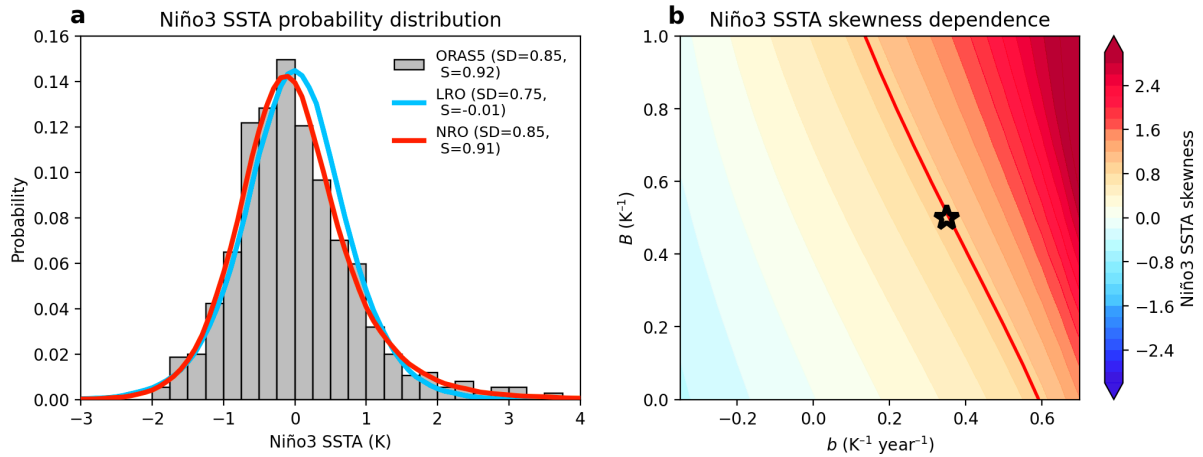 a
Niño3 SSTA probability distribution
0.16
0.14
0.12
0.10
0.08
0.06
0.04
0.02
0.00
Probability
−3
−2
−1
0
1
2
3
4
Niño3 SSTA (K)
ORAS5 (SD=0.85,
S=0.92)
LRO (SD=0.75,
S=-0.01)
NRO (SD=0.85,
S=0.91)
b
Niño3 SSTA skewness dependence
1.0
0.8
0.6
0.4
0.2
0.0
B (K⁻¹)
−0.2
0.0
0.2
0.4
0.6
b (K⁻¹ year⁻¹)
2.4
1.6
0.8
0.0
−0.8
−1.6
−2.4
Niño3 SSTA skewness